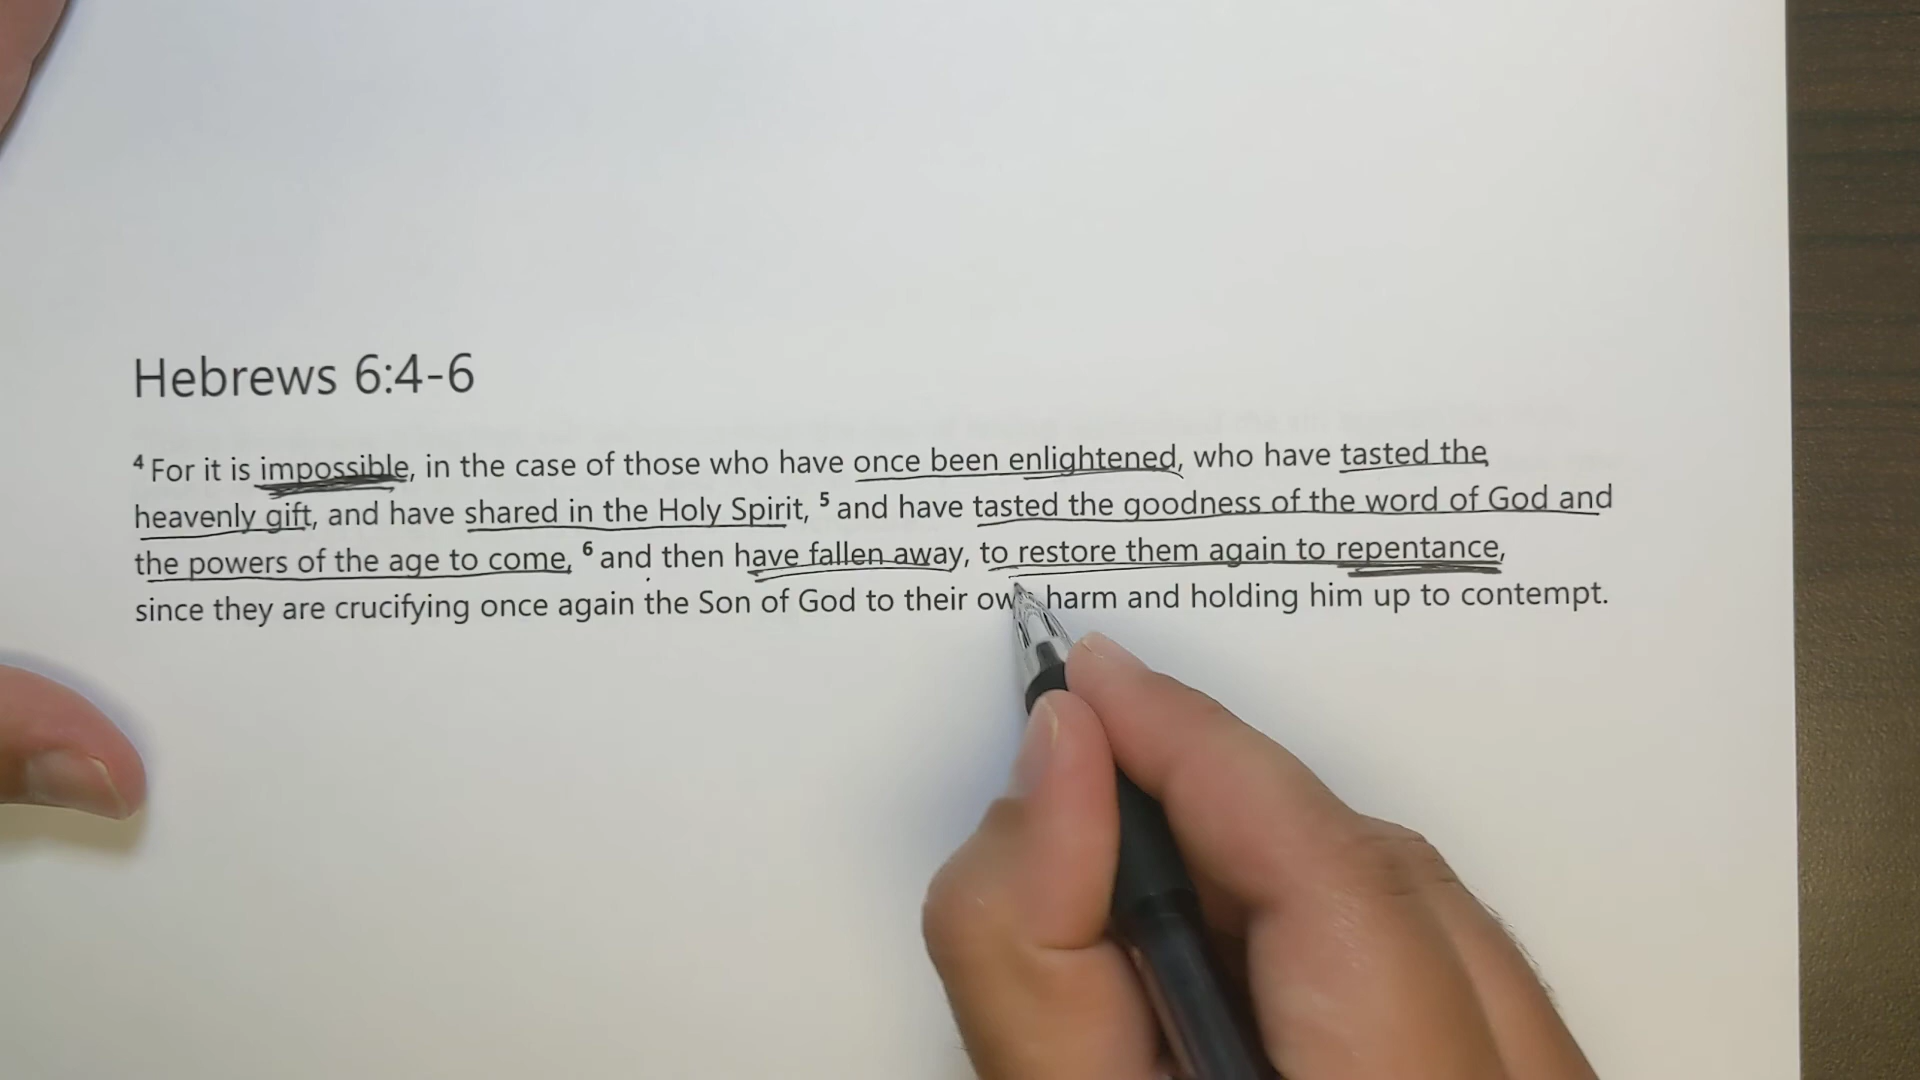 Hebrews 6:4-6
4 For it is impossible, in the case of those who have once been enlightened, who have tasted the
heavenly gift, and have shared in the Holy Spirit, 5 and have tasted the goodness of the word of God and
the powers of the age to come, 6 and then have fallen away, to restore them again to repentance,
since they are crucifying once again the Son of God to their own harm and holding him up to contempt.